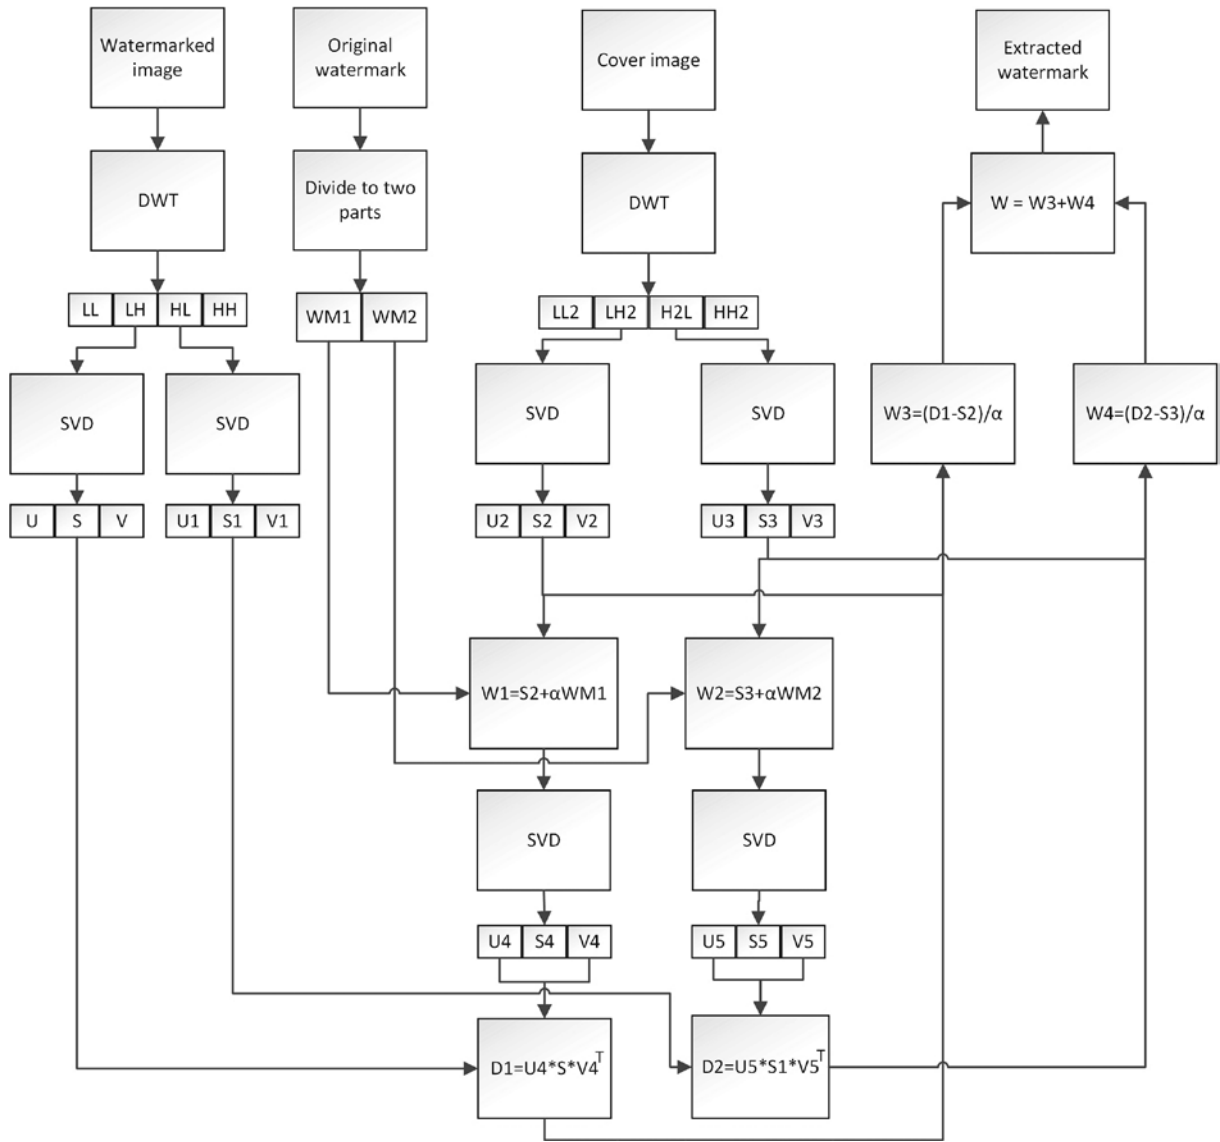 Watermarked
image
Original
watermark
Cover image
Extracted
watermark
DWT
Divide to two
parts
DWT
W = W3+W4
LL LH HL HH
WM1 WM2
LL2 LH2 H2L HH2
SVD
SVD
SVD
SVD
W3=(D1-S2)/α
W4=(D2-S3)/α
U S V
U1 S1 V1
U2 S2 V2
U3 S3 V3
W1=S2+αWM1
W2=S3+αWM2
SVD
SVD
U4 S4 V4
U5 S5 V5
D1=U4*S*V4ᵀ
D2=U5*S1*V5ᵀ